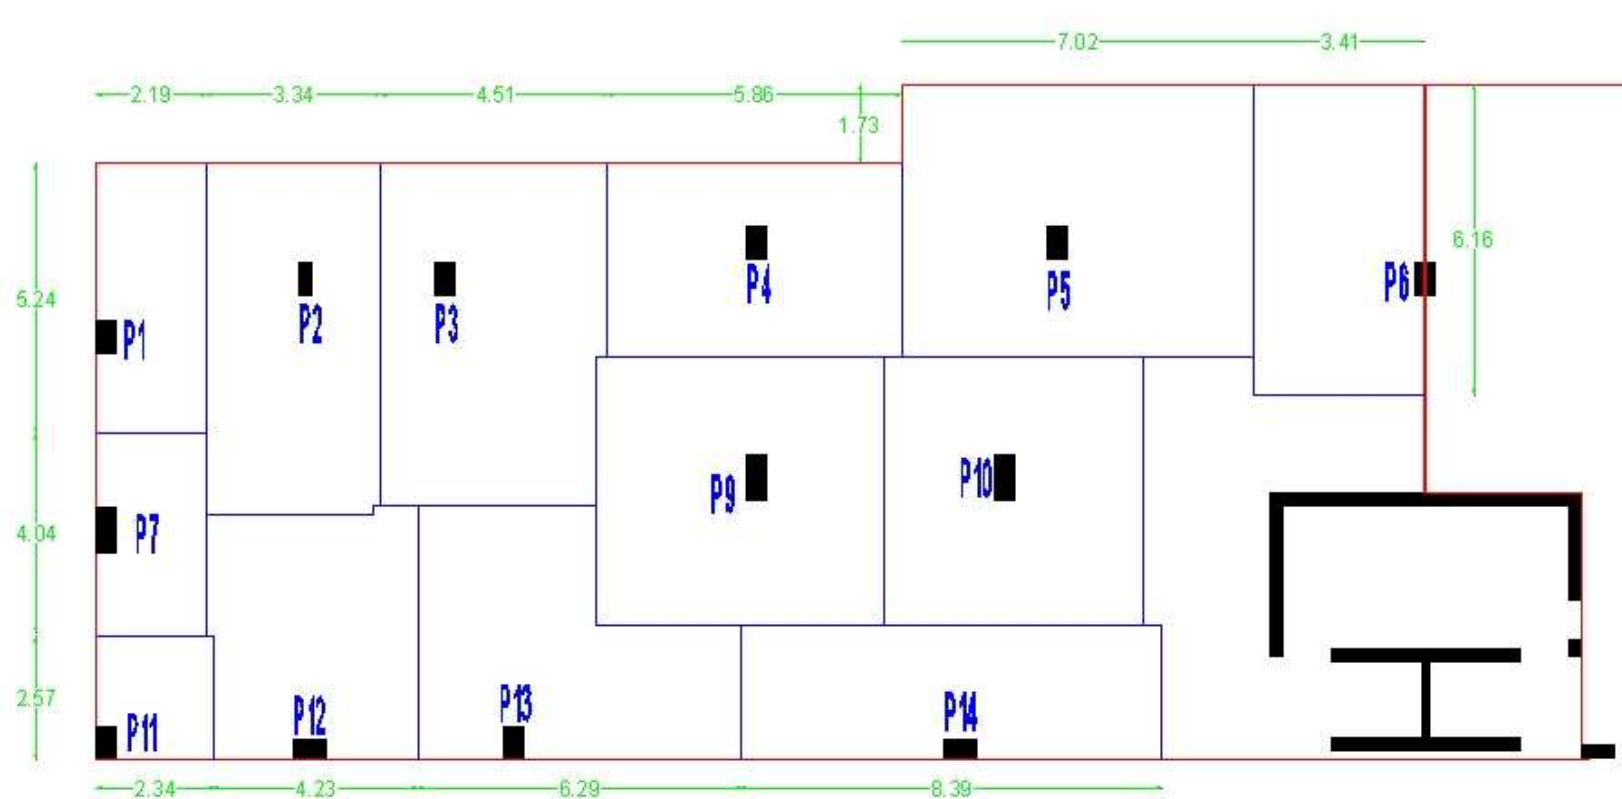 7.02 3.41
2.19 3.34 4.51 5.86
1.73
6.16
P6
P4
P5
5.24
P2 P3
P1
P10
P9
4.04 P7
2.57
P13
P12 P14
P11
2.34 4.23 6.29 8.39